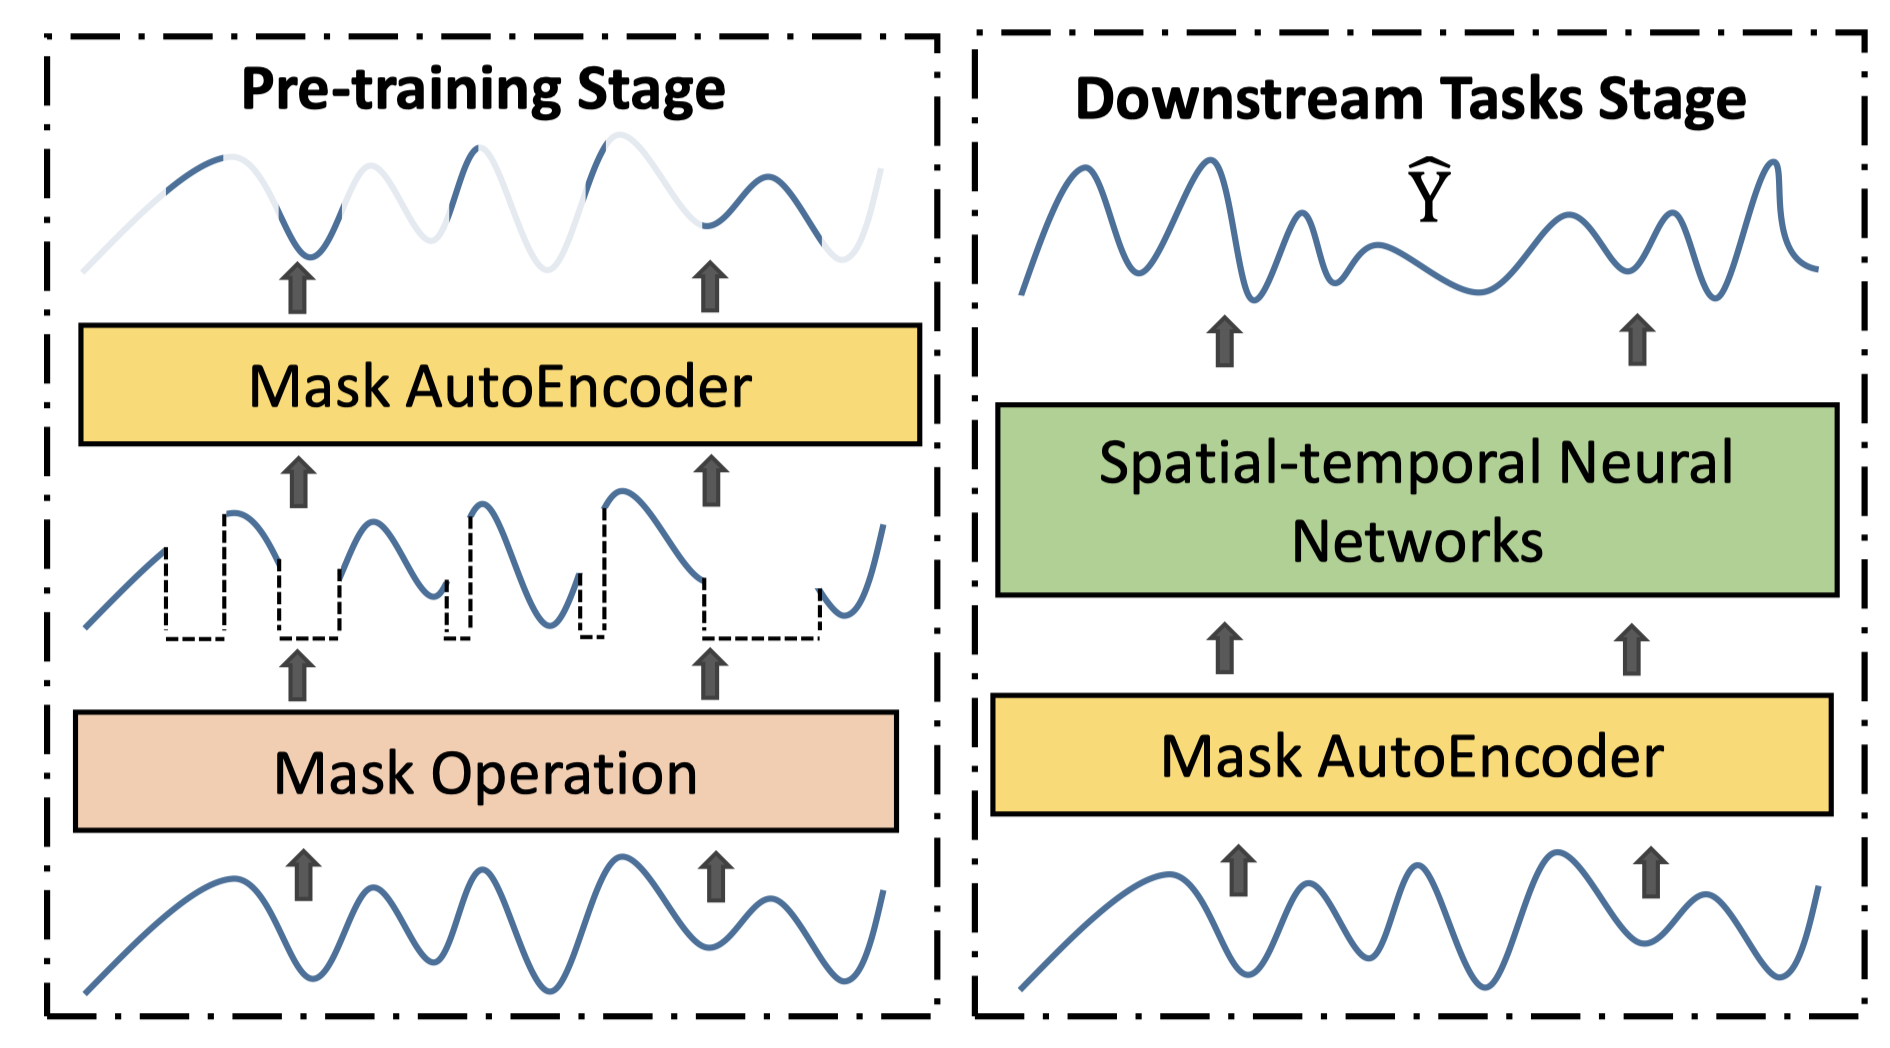 Pre-training Stage
Mask AutoEncoder
Mask Operation
Downstream Tasks Stage
Ŷ
Spatial-temporal Neural
Networks
Mask AutoEncoder